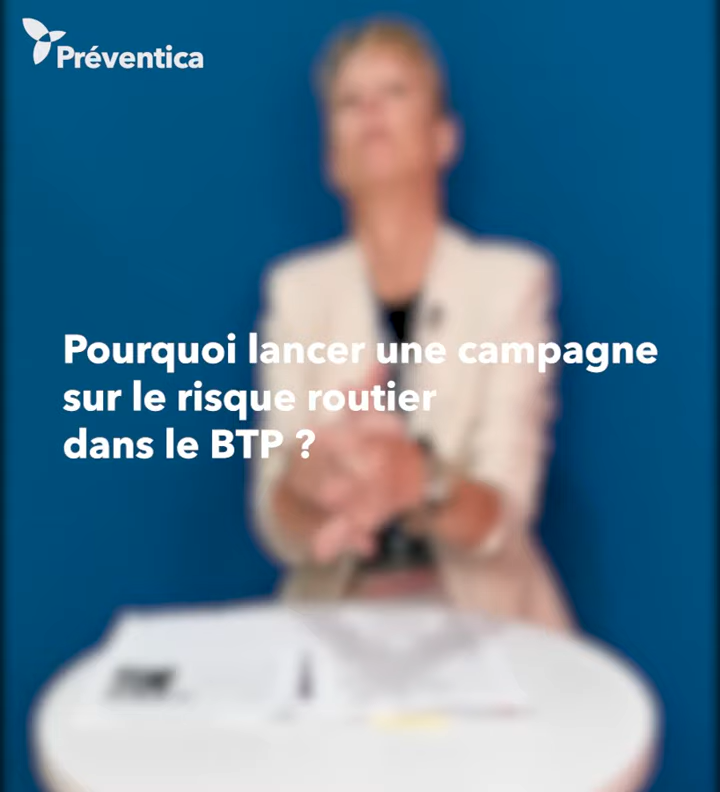 Préventica
Pourquoi lancer une campagne
sur le risque routier
dans le BTP ?